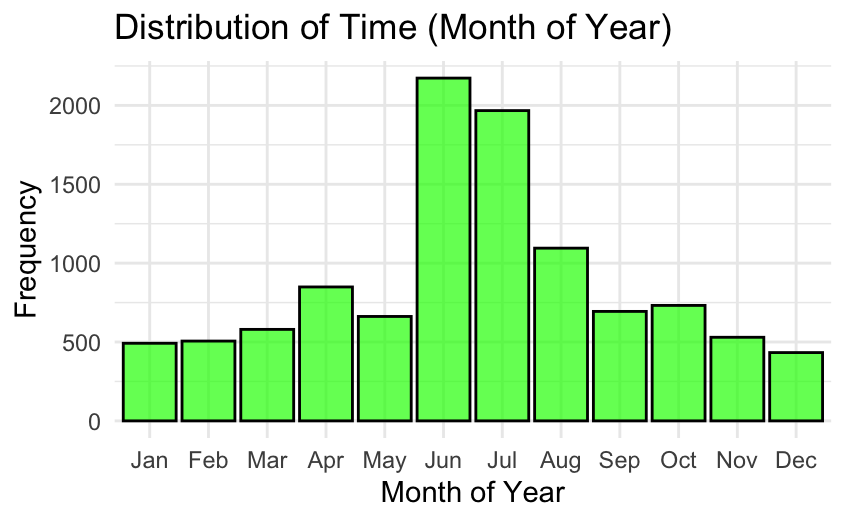 Distribution of Time (Month of Year)
Frequency
2000
1500
1000
500
0
Jan Feb Mar Apr May Jun Jul Aug Sep Oct Nov Dec
Month of Year